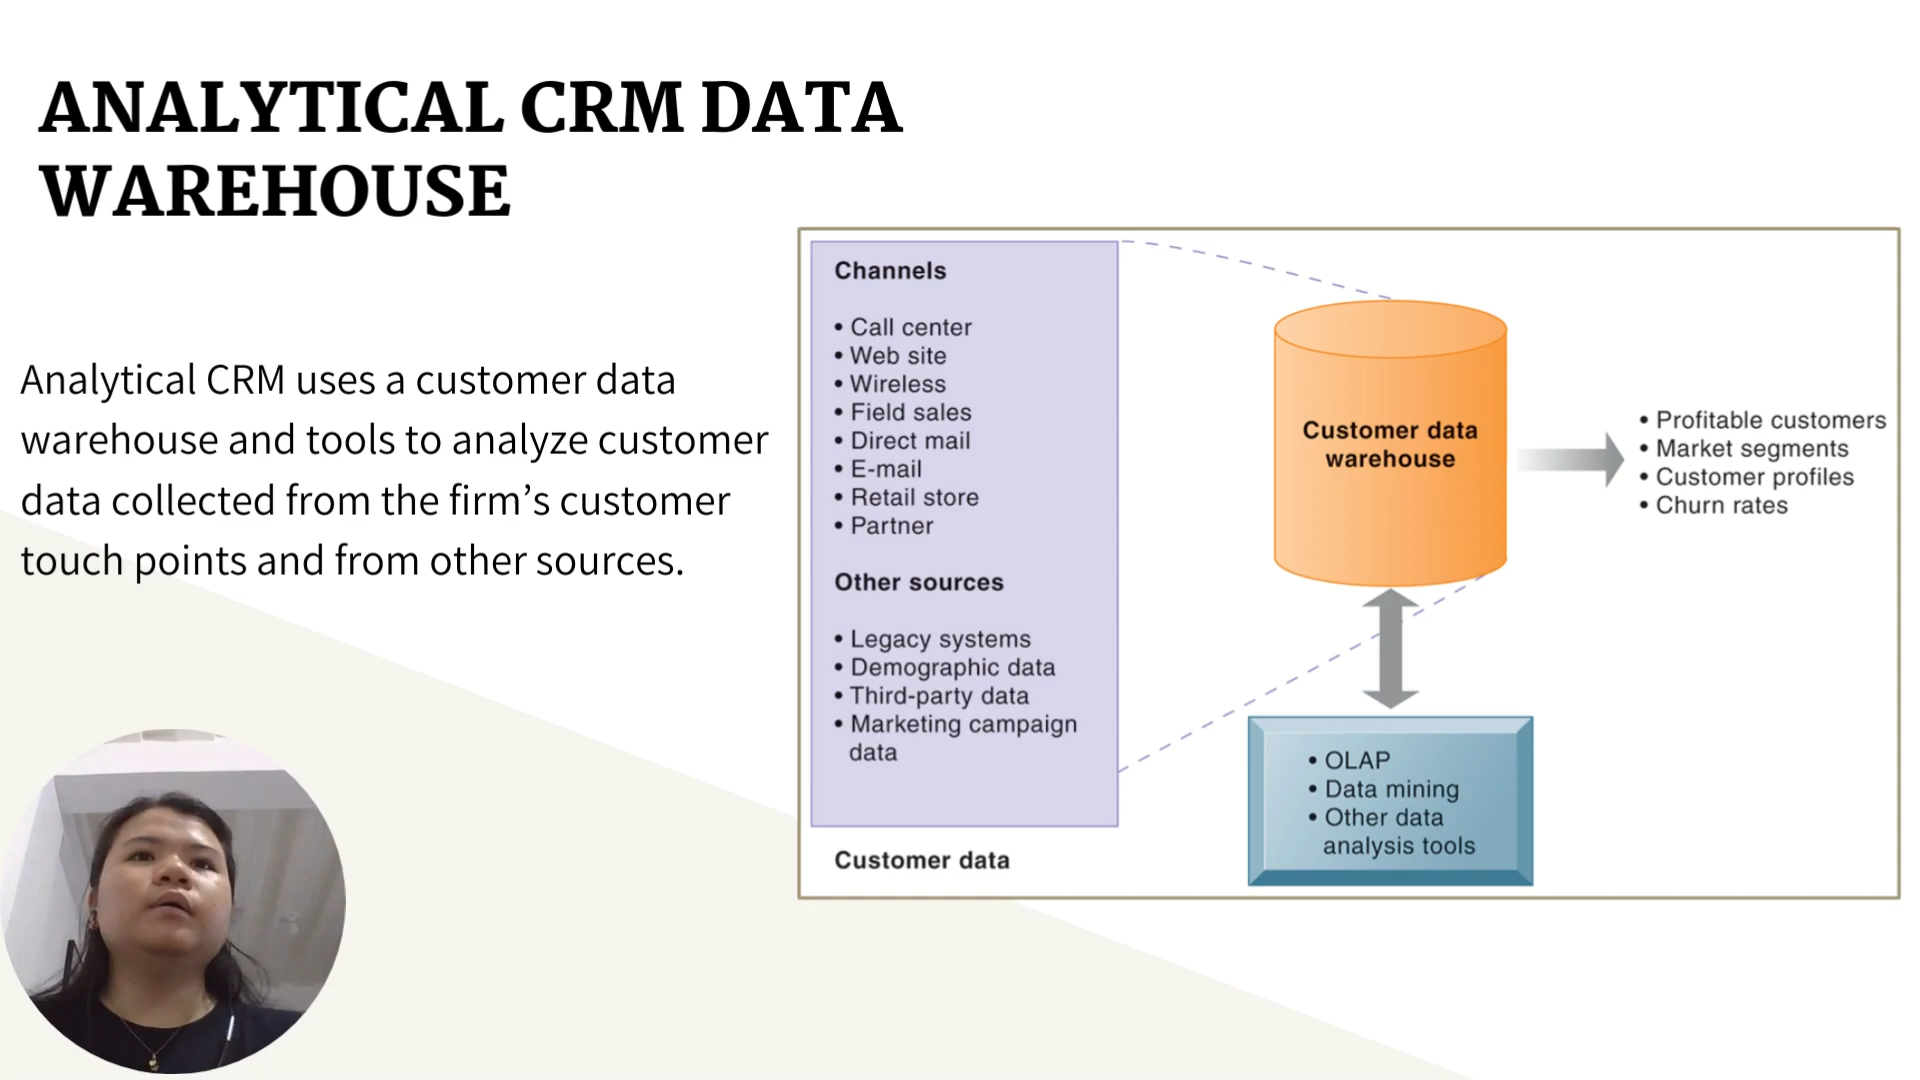 ANALYTICAL CRM DATA
WAREHOUSE
Analytical CRM uses a customer data
warehouse and tools to analyze customer
data collected from the firm’s customer
touch points and from other sources.
Channels
• Call center
• Web site
• Wireless
• Field sales
• Direct mail
• E-mail
• Retail store
• Partner
Other sources
• Legacy systems
• Demographic data
• Third-party data
• Marketing campaign
data
Customer data
Customer data
warehouse
• Profitable customers
• Market segments
• Customer profiles
• Churn rates
• OLAP
• Data mining
• Other data
analysis tools